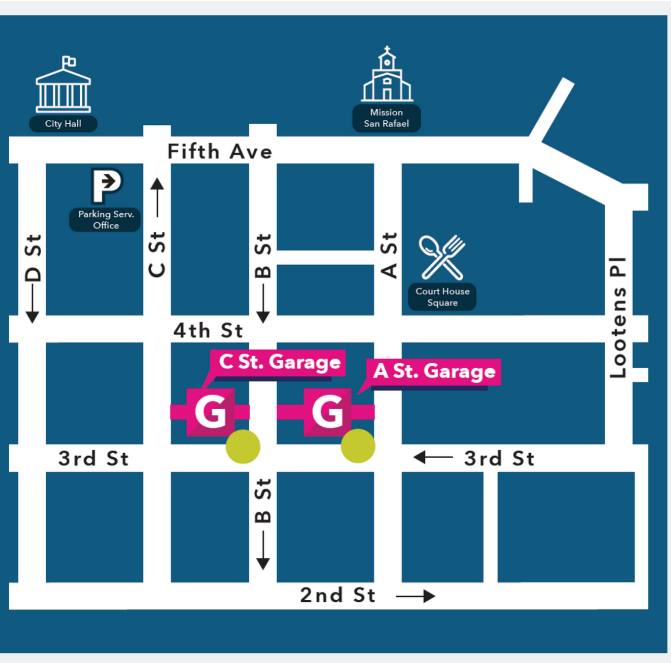 City Hall
Mission
San Rafael
Fifth Ave
P
Parking Serv.
Office
D St
C St
B St
A St
Court House
Square
Lootens Pl
4th St
C St. Garage
A St. Garage
G
G
3rd St
3rd St
B St
2nd St